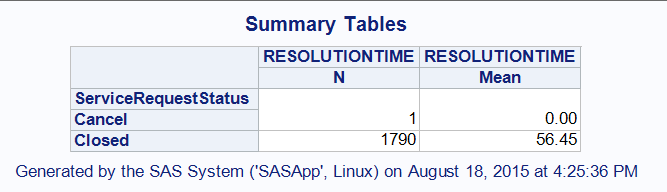 Summary Tables
RESOLUTIONTIME RESOLUTIONTIME
N Mean
ServiceRequestStatus
Cancel 1 0.00
Closed 1790 56.45
Generated by the SAS System ('SASApp', Linux) on August 18, 2015 at 4:25:36 PM